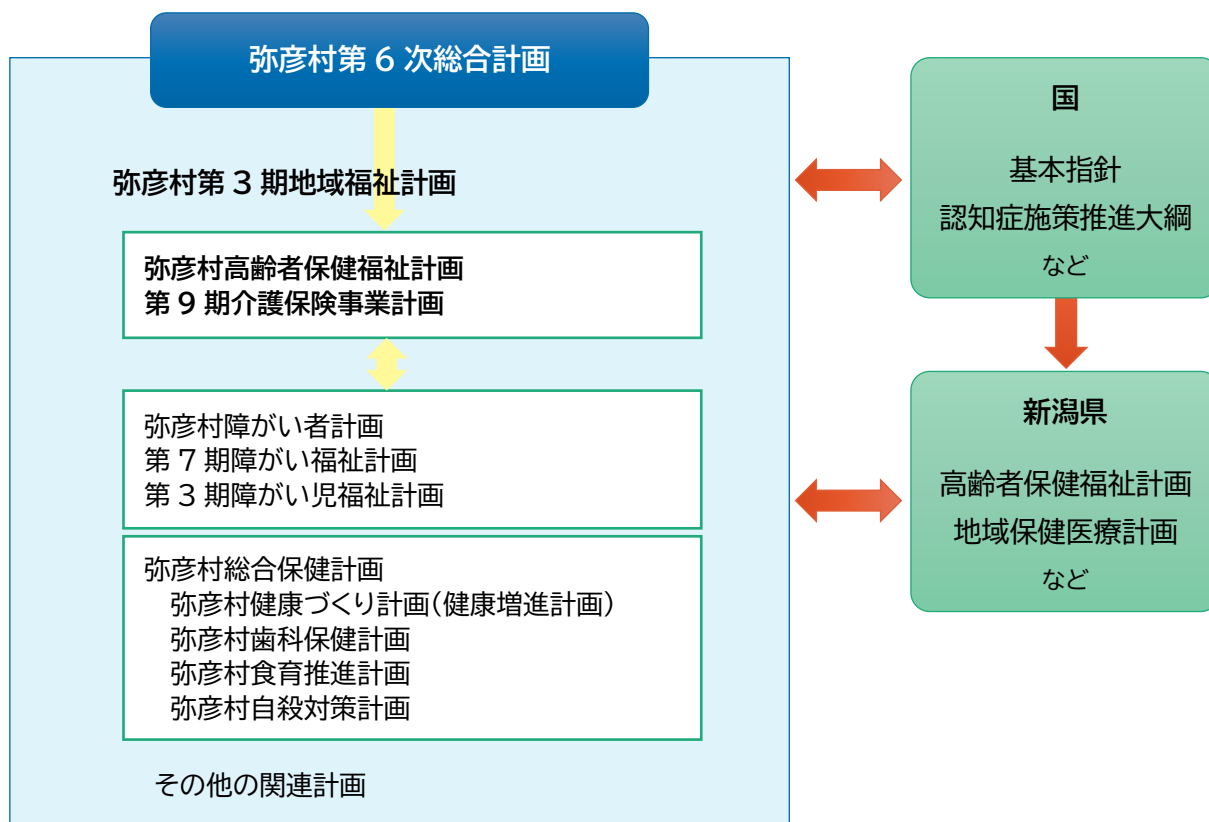 弥彦村第６次総合計画
弥彦村第３期地域福祉計画
弥彦村高齢者保健福祉計画
第９期介護保険事業計画
弥彦村障がい者計画
第７期障がい福祉計画
第３期障がい児福祉計画
弥彦村総合保健計画
弥彦村健康づくり計画（健康増進計画）
弥彦村歯科保健計画
弥彦村食育推進計画
弥彦村自殺対策計画
その他の関連計画
国
基本指針
認知症施策推進大綱
など
新潟県
高齢者保健福祉計画
地域保健医療計画
など